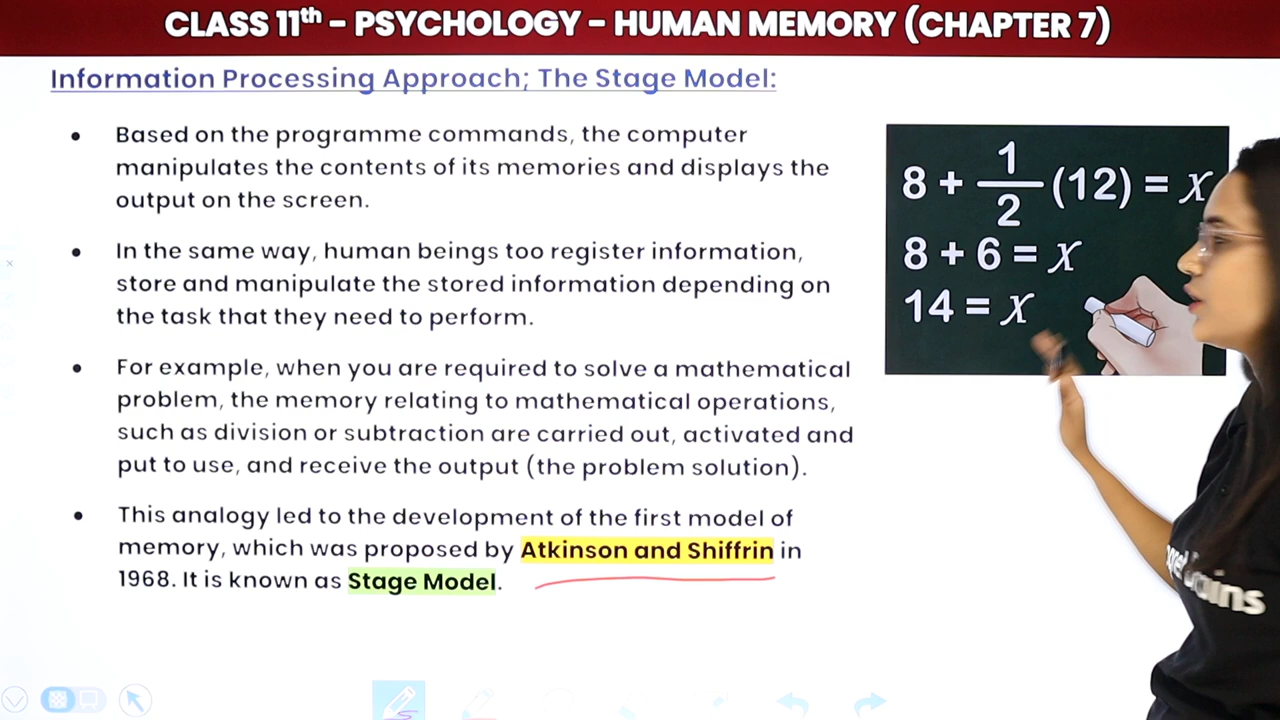 CLASS 11th - PSYCHOLOGY - HUMAN MEMORY (CHAPTER 7)
Information Processing Approach; The Stage Model:
• Based on the programme commands, the computer
manipulates the contents of its memories and displays the
output on the screen.
• In the same way, human beings too register information,
store and manipulate the stored information depending on
the task that they need to perform.
• For example, when you are required to solve a mathematical
problem, the memory relating to mathematical operations,
such as division or subtraction are carried out, activated and
put to use, and receive the output (the problem solution).
• This analogy led to the development of the first model of
memory, which was proposed by Atkinson and Shiffrin in
1968. It is known as Stage Model.
8 + 1/2 (12) = x
8 + 6 = x
14 = x